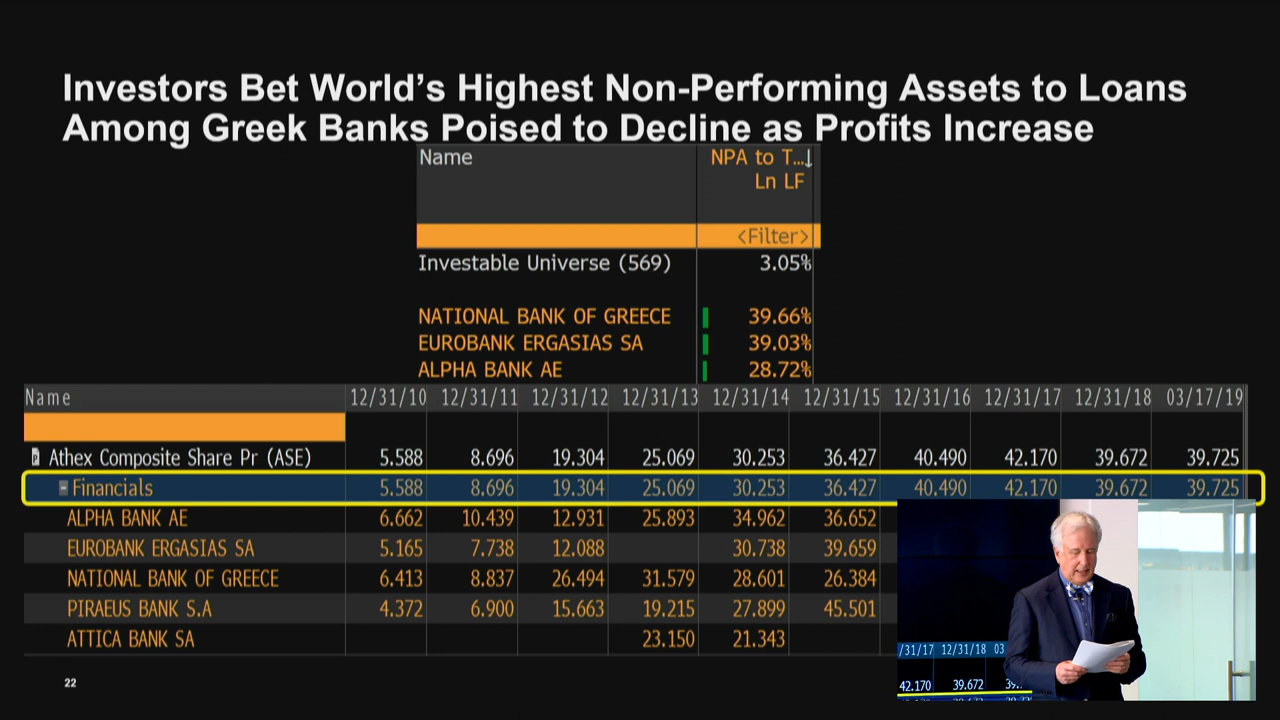 Investors Bet World's Highest Non-Performing Assets to Loans
Among Greek Banks Poised to Decline as Profits Increase
Name NPA to T...↓
Ln LF
<Filter>
Investable Universe (569) 3.05%
NATIONAL BANK OF GREECE 39.66%
EUROBANK ERGASIAS SA 39.03%
ALPHA BANK AE 28.72%
Name 12/31/10 12/31/11 12/31/12 12/31/13 12/31/14 12/31/15 12/31/16 12/31/17 12/31/18 03/17/19
Athex Composite Share Pr (ASE) 5.588 8.696 19.304 25.069 30.253 36.427 40.490 42.170 39.672 39.725
Financials 5.588 8.696 19.304 25.069 30.253 36.427 40.490 42.170 39.672 39.725
ALPHA BANK AE 6.662 10.439 12.931 25.893 34.962 36.652
EUROBANK ERGASIAS SA 5.165 7.738 12.088 30.738 39.659
NATIONAL BANK OF GREECE 6.413 8.837 26.494 31.579 28.601 26.384
PIRAEUS BANK S.A 4.372 6.900 15.663 19.215 27.899 45.501
ATTICA BANK SA 23.150 21.343
/31/17 12/31/18 03
42.170 39.672 39.
22